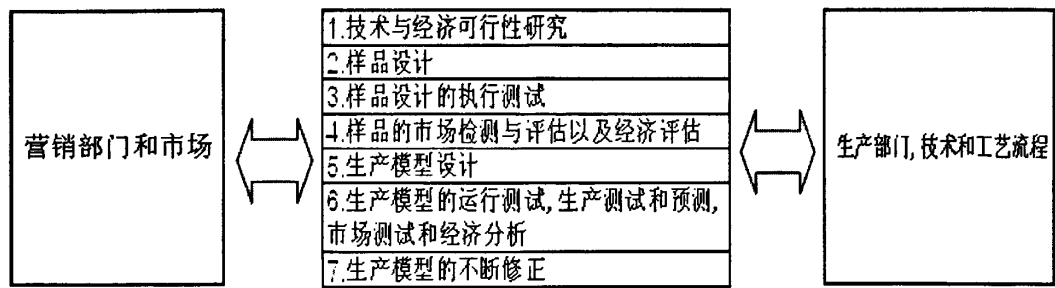 营销部门和市场
1.技术与经济可行性研究
2.样品设计
3.样品设计的执行测试
4.样品的市场检测与评估以及经济评估
5.生产模型设计
6.生产模型的运行测试,生产测试和预测,
市场测试和经济分析
7.生产模型的不断修正
生产部门,技术和工艺流程